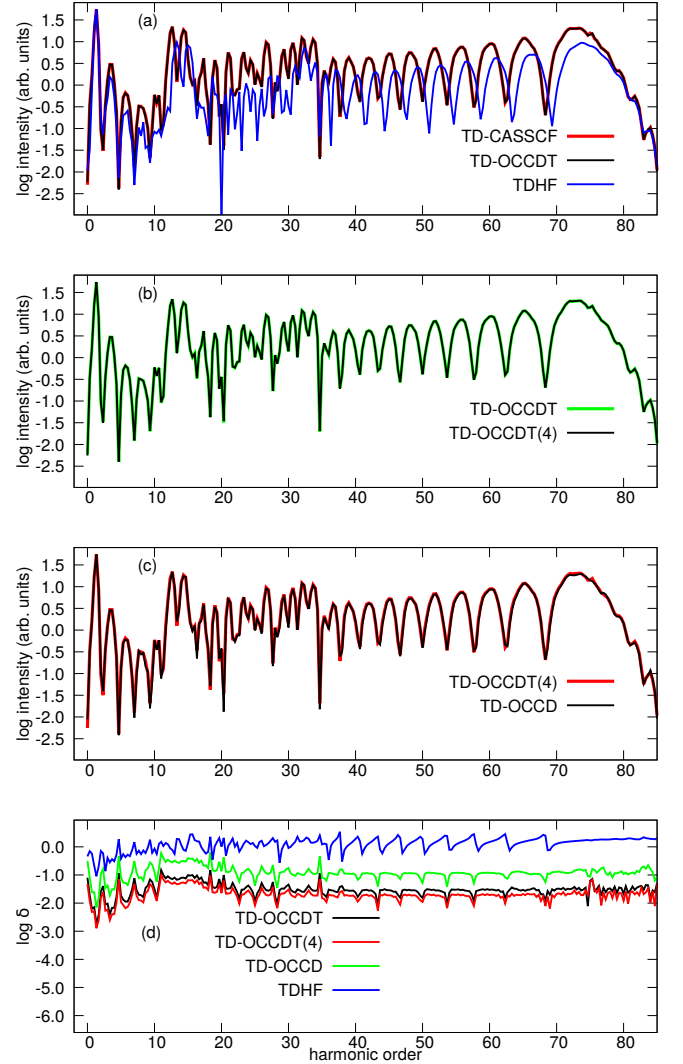 (a)
log intensity (arb. units)
1.5
1.0
0.5
0.0
-0.5
-1.0
-1.5
-2.0
-2.5
TD-CASSCF
TD-OCCDT
TDHF
0 10 20 30 40 50 60 70 80
(b)
log intensity (arb. units)
1.5
1.0
0.5
0.0
-0.5
-1.0
-1.5
-2.0
-2.5
TD-OCCDT
TD-OCCDT(4)
0 10 20 30 40 50 60 70 80
(c)
log intensity (arb. units)
1.5
1.0
0.5
0.0
-0.5
-1.0
-1.5
-2.0
-2.5
TD-OCCDT(4)
TD-OCCD
0 10 20 30 40 50 60 70 80
log δ
0.0
-1.0
-2.0
-3.0
-4.0
-5.0
-6.0
(d)
TD-OCCDT
TD-OCCDT(4)
TD-OCCD
TDHF
0 10 20 30 40 50 60 70 80
harmonic order